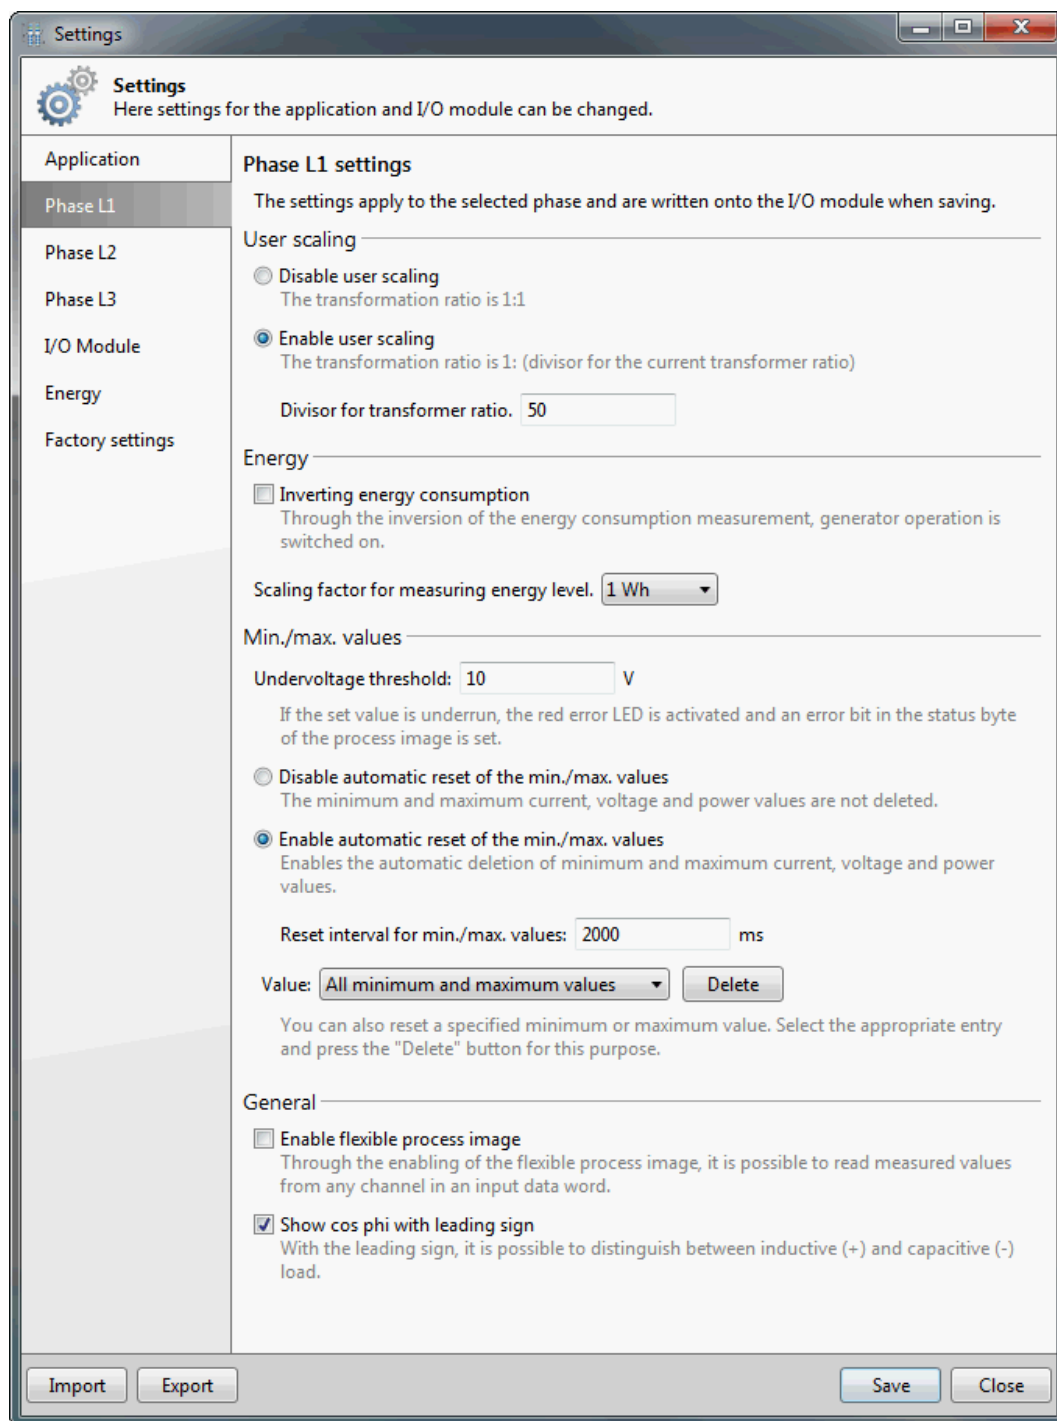 Settings
Settings
Here settings for the application and I/O module can be changed.
Application
Phase L1
Phase L2
Phase L3
I/O Module
Energy
Factory settings
Phase L1 settings
The settings apply to the selected phase and are written onto the I/O module when saving.
User scaling
Disable user scaling
The transformation ratio is 1:1
Enable user scaling
The transformation ratio is 1: (divisor for the current transformer ratio)
Divisor for transformer ratio. 50
Energy
Inverting energy consumption
Through the inversion of the energy consumption measurement, generator operation is
switched on.
Scaling factor for measuring energy level. 1 Wh
Min./max. values
Undervoltage threshold: 10 V
If the set value is underrun, the red error LED is activated and an error bit in the status byte
of the process image is set.
Disable automatic reset of the min./max. values
The minimum and maximum current, voltage and power values are not deleted.
Enable automatic reset of the min./max. values
Enables the automatic deletion of minimum and maximum current, voltage and power
values.
Reset interval for min./max. values: 2000 ms
Value: All minimum and maximum values Delete
You can also reset a specified minimum or maximum value. Select the appropriate entry
and press the "Delete" button for this purpose.
General
Enable flexible process image
Through the enabling of the flexible process image, it is possible to read measured values
from any channel in an input data word.
Show cos phi with leading sign
With the leading sign, it is possible to distinguish between inductive (+) and capacitive (-)
load.
Import Export Save Close